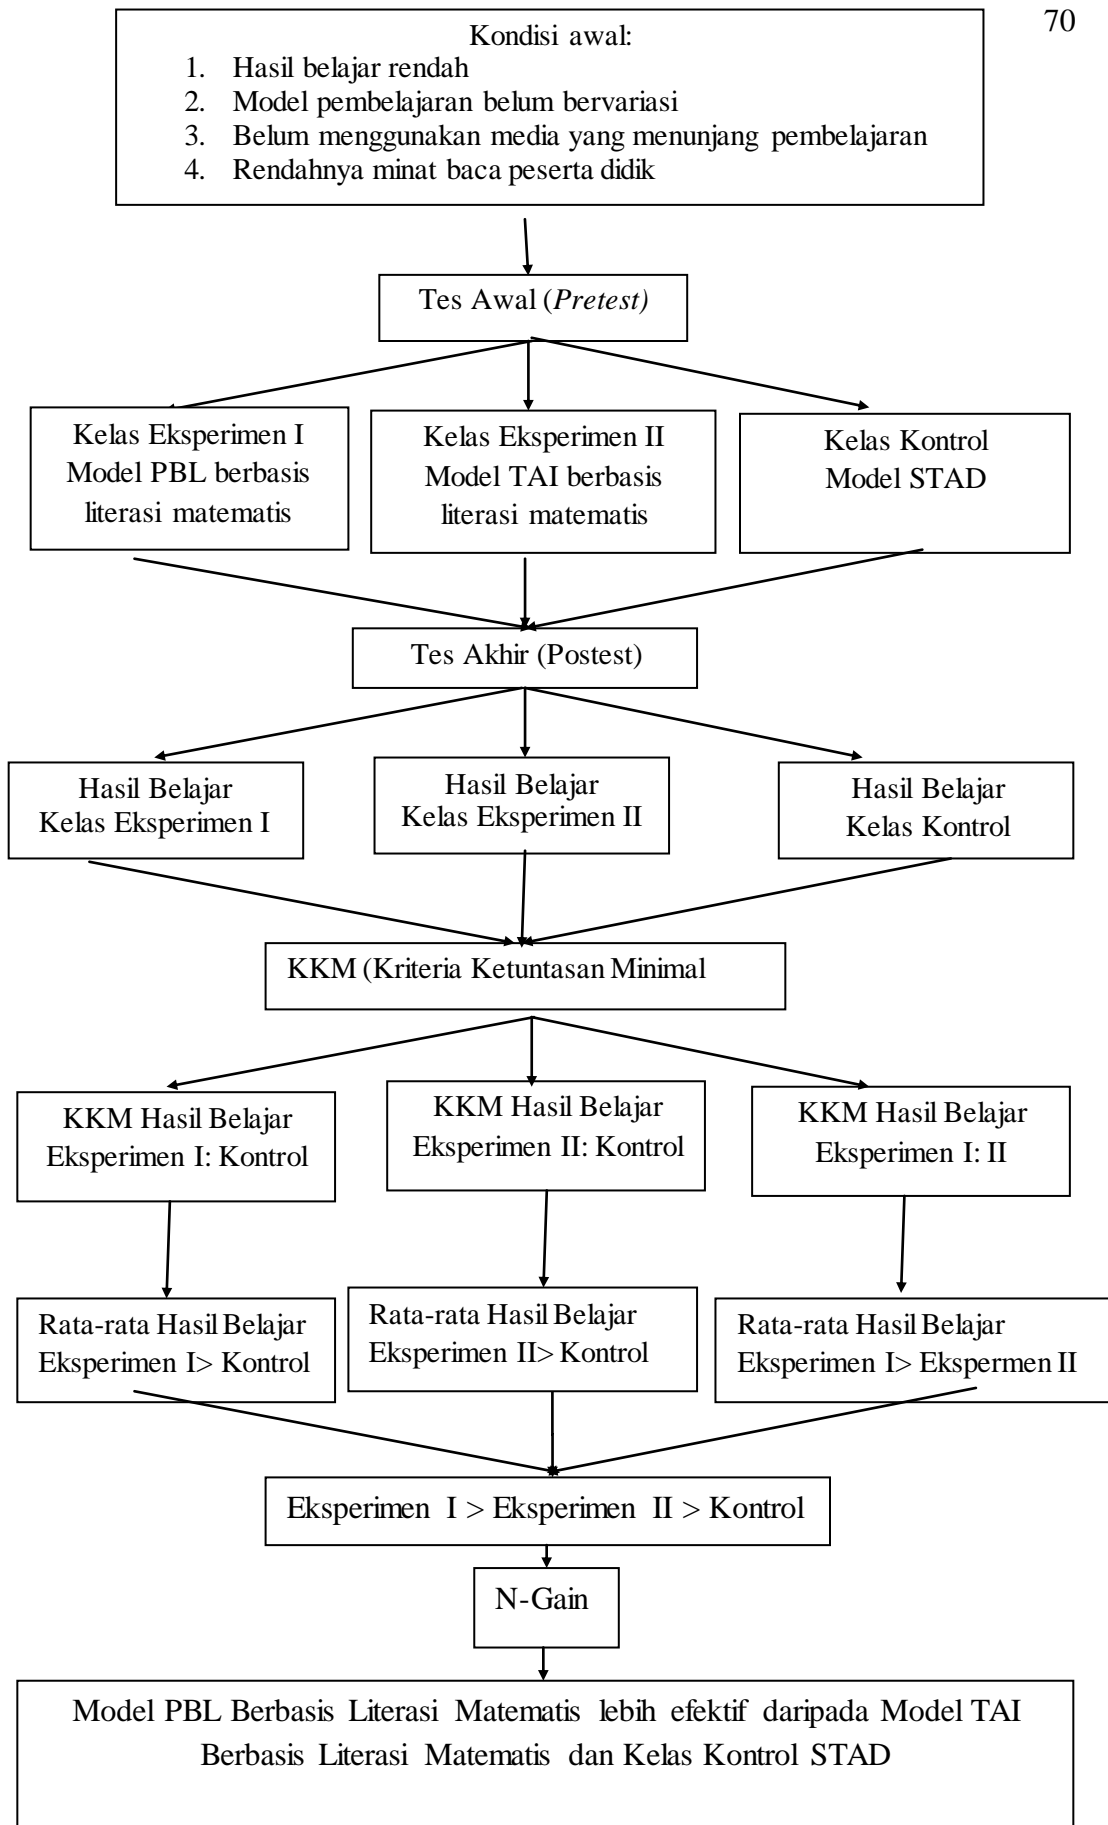 70
Kondisi awal:
1. Hasil belajar rendah
2. Model pembelajaran belum bervariasi
3. Belum menggunakan media yang menunjang pembelajaran
4. Rendahnya minat baca peserta didik
Tes Awal (Pretest)
Kelas Eksperimen I
Model PBL berbasis
literasi matematis
Kelas Eksperimen II
Model TAI berbasis
literasi matematis
Kelas Kontrol
Model STAD
Tes Akhir (Postest)
Hasil Belajar
Kelas Eksperimen I
Hasil Belajar
Kelas Eksperimen II
Hasil Belajar
Kelas Kontrol
KKM (Kriteria Ketuntasan Minimal
KKM Hasil Belajar
Eksperimen I: Kontrol
KKM Hasil Belajar
Eksperimen II: Kontrol
KKM Hasil Belajar
Eksperimen I: II
Rata-rata Hasil Belajar
Eksperimen I> Kontrol
Rata-rata Hasil Belajar
Eksperimen II> Kontrol
Rata-rata Hasil Belajar
Eksperimen I> Ekspermen II
Eksperimen I > Eksperimen II > Kontrol
N-Gain
Model PBL Berbasis Literasi Matematis lebih efektif daripada Model TAI
Berbasis Literasi Matematis dan Kelas Kontrol STAD